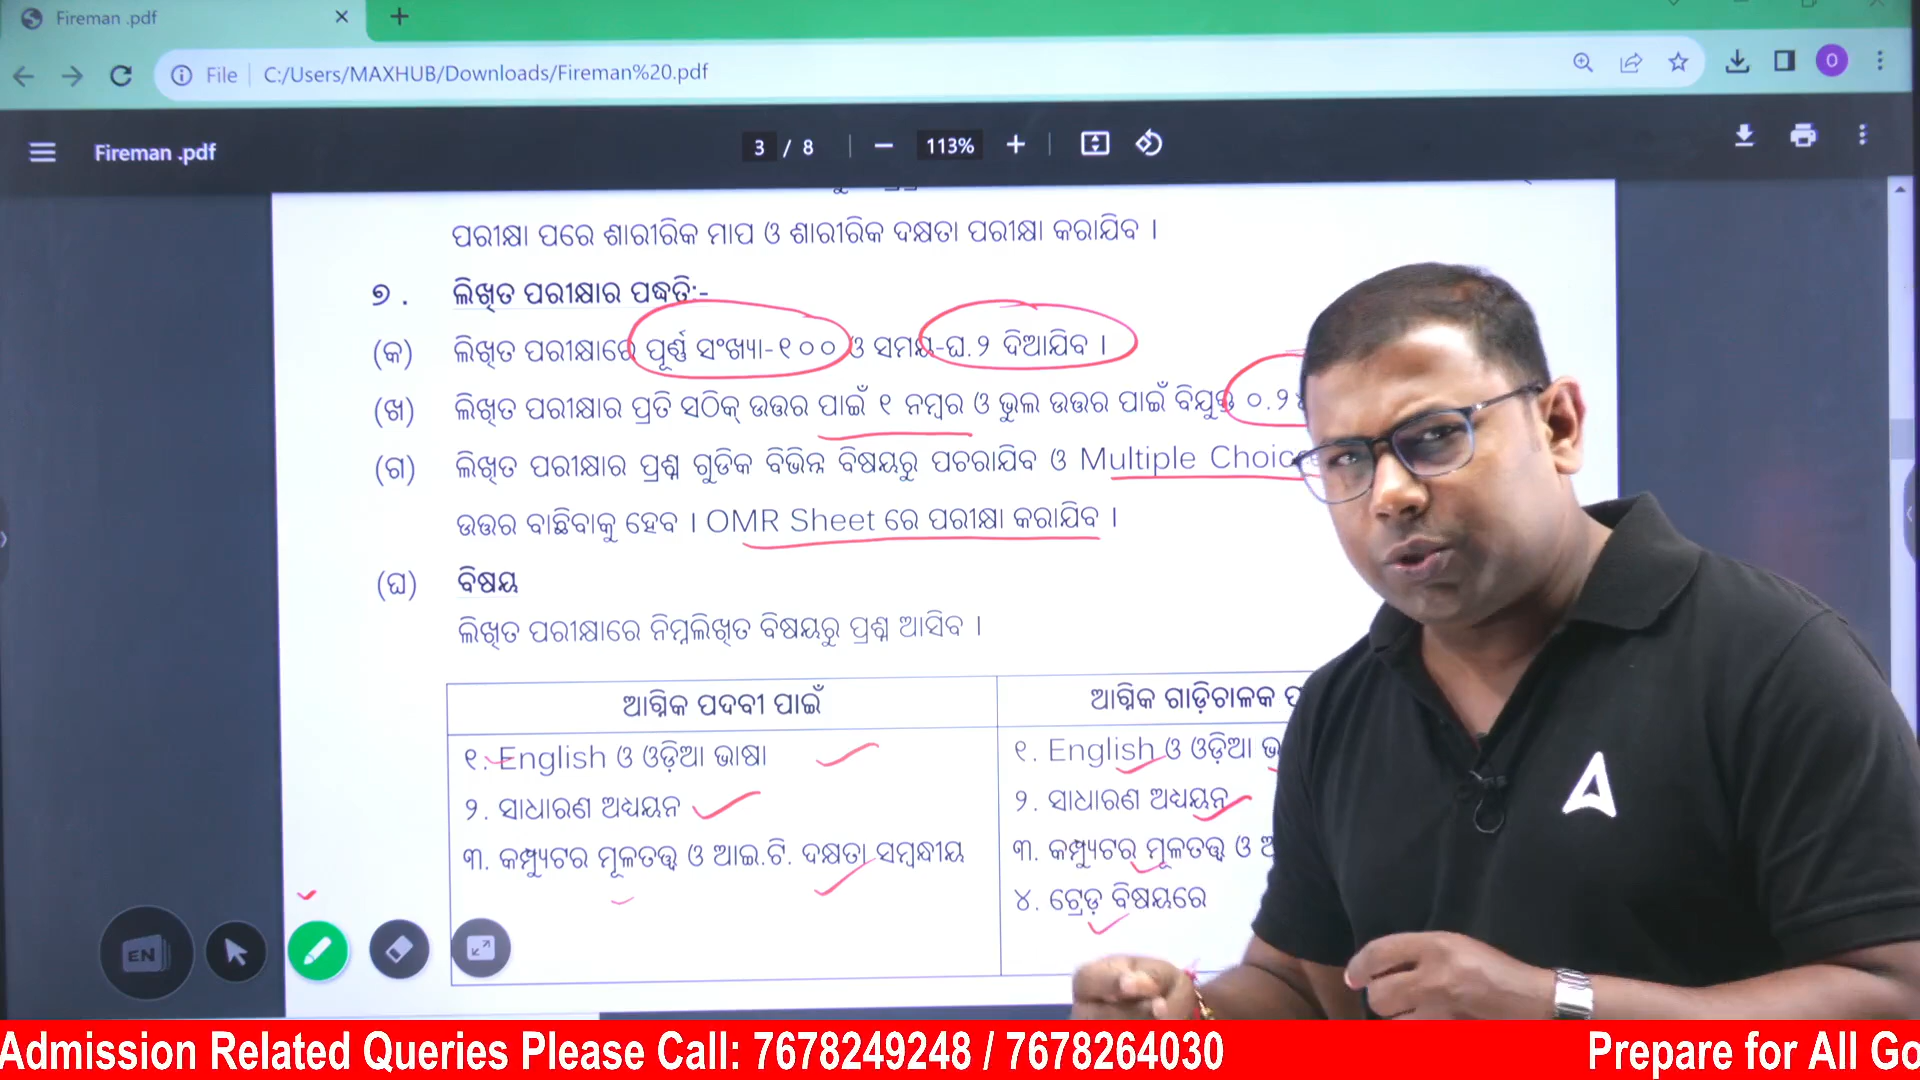 Fireman .pdf
File C:/Users/MAXHUB/Downloads/Fireman%20.pdf
O
Fireman .pdf
3 / 8
113%
ପରୀକ୍ଷା ପରେ ଶାରୀରିକ ମାପ ଓ ଶାରୀରିକ ଦକ୍ଷତା ପରୀକ୍ଷା କରାଯିବ ।
୭ . ଲିଖିତ ପରୀକ୍ଷାର ପଦ୍ଧତି:-
(କ) ଲିଖିତ ପରୀକ୍ଷାରେ ପୂର୍ଣ୍ଣ ସଂଖ୍ୟା-୧୦୦ ଓ ସମୟ-ଘ.୨ ଦିଆଯିବ ।
(ଖ) ଲିଖିତ ପରୀକ୍ଷାର ପ୍ରତି ସଠିକ୍ ଉତ୍ତର ପାଇଁ ୧ ନମ୍ବର ଓ ଭୁଲ ଉତ୍ତର ପାଇଁ ବିଯୁକ୍ତ ୦.୨
(ଗ) ଲିଖିତ ପରୀକ୍ଷାର ପ୍ରଶ୍ନ ଗୁଡିକ ବିଭିନ୍ନ ବିଷୟରୁ ପଚରାଯିବ ଓ Multiple Choic
ଉତ୍ତର ବାଛିବାକୁ ହେବ । OMR Sheet ରେ ପରୀକ୍ଷା କରାଯିବ ।
(ଘ) ବିଷୟ
ଲିଖିତ ପରୀକ୍ଷାରେ ନିମ୍ନଲିଖିତ ବିଷୟରୁ ପ୍ରଶ୍ନ ଆସିବ ।
ଆଗ୍ନିକ ପଦବୀ ପାଇଁ
୧. English ଓ ଓଡ଼ିଆ ଭାଷା
୨. ସାଧାରଣ ଅଧ୍ୟୟନ
୩. କମ୍ପ୍ୟୁଟର ମୂଳତତ୍ତ୍ୱ ଓ ଆଇ.ଟି. ଦକ୍ଷତା ସମ୍ବନ୍ଧୀୟ
ଆଗ୍ନିକ ଗାଡ଼ିଚାଳକ ପ
୧. English ଓ ଓଡ଼ିଆ ଭ
୨. ସାଧାରଣ ଅଧ୍ୟୟନ
୩. କମ୍ପ୍ୟୁଟର ମୂଳତତ୍ତ୍ୱ ଓ ଅ
୪. ଟ୍ରେଡ଼ ବିଷୟରେ
EN
Admission Related Queries Please Call: 7678249248 / 7678264030
Prepare for All Go